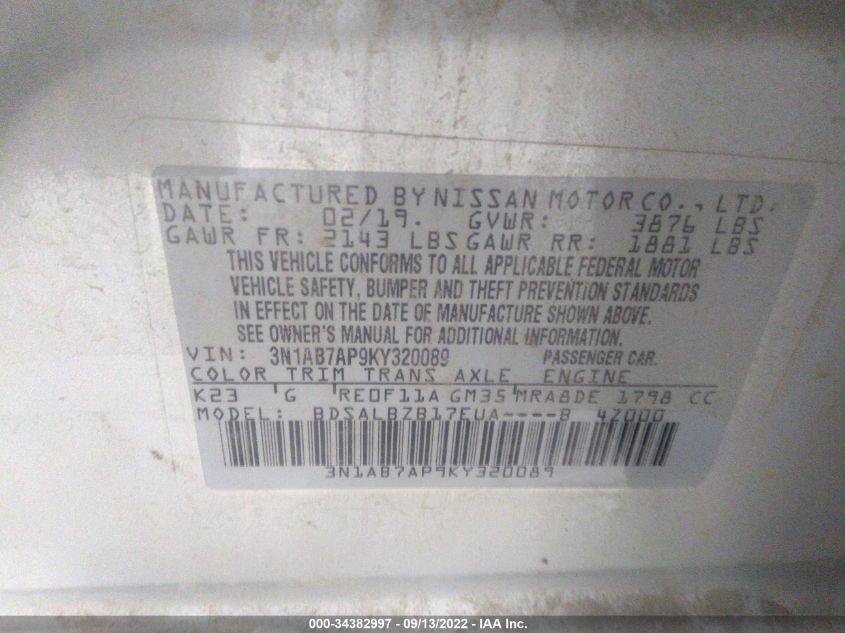 MANUFACTURED BY NISSAN MOTOR CO., LTD:
DATE: 02/19. GVWR: 3876 LBS
GAWR FR: 2143 LBS GAWR RR: 1881 LBS
THIS VEHICLE CONFORMS TO ALL APPLICABLE FEDERAL MOTOR
VEHICLE SAFETY, BUMPER AND THEFT PREVENTION STANDARDS
IN EFFECT ON THE DATE OF MANUFACTURE SHOWN ABOVE.
SEE OWNER'S MANUAL FOR ADDITIONAL INFORMATION.
VIN: 3N1AB7AP9KY320089 PASSENGER CAR.
COLOR TRIM TRANS AXLE ENGINE
K23 G RE0F11A GM35 MRA8DE 1798 CC
MODEL: BDSALBZB17EUA----B 4Z000
3N1AB7AP9KY320089
000-34382997 - 09/13/2022 - IAA Inc.